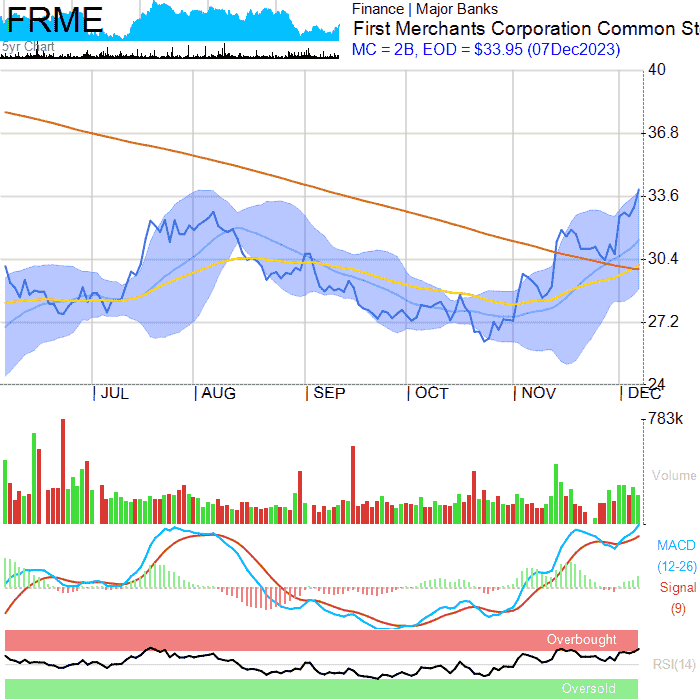 FRME
5yr Chart
Finance | Major Banks
First Merchants Corporation Common St
MC = 2B, EOD = $33.95 (07Dec2023)
40
36.8
33.6
30.4
27.2
24
JUL AUG SEP OCT NOV DEC
783k
Volume
MACD
(12-26)
Signal
(9)
Overbought
RSI(14)
Oversold